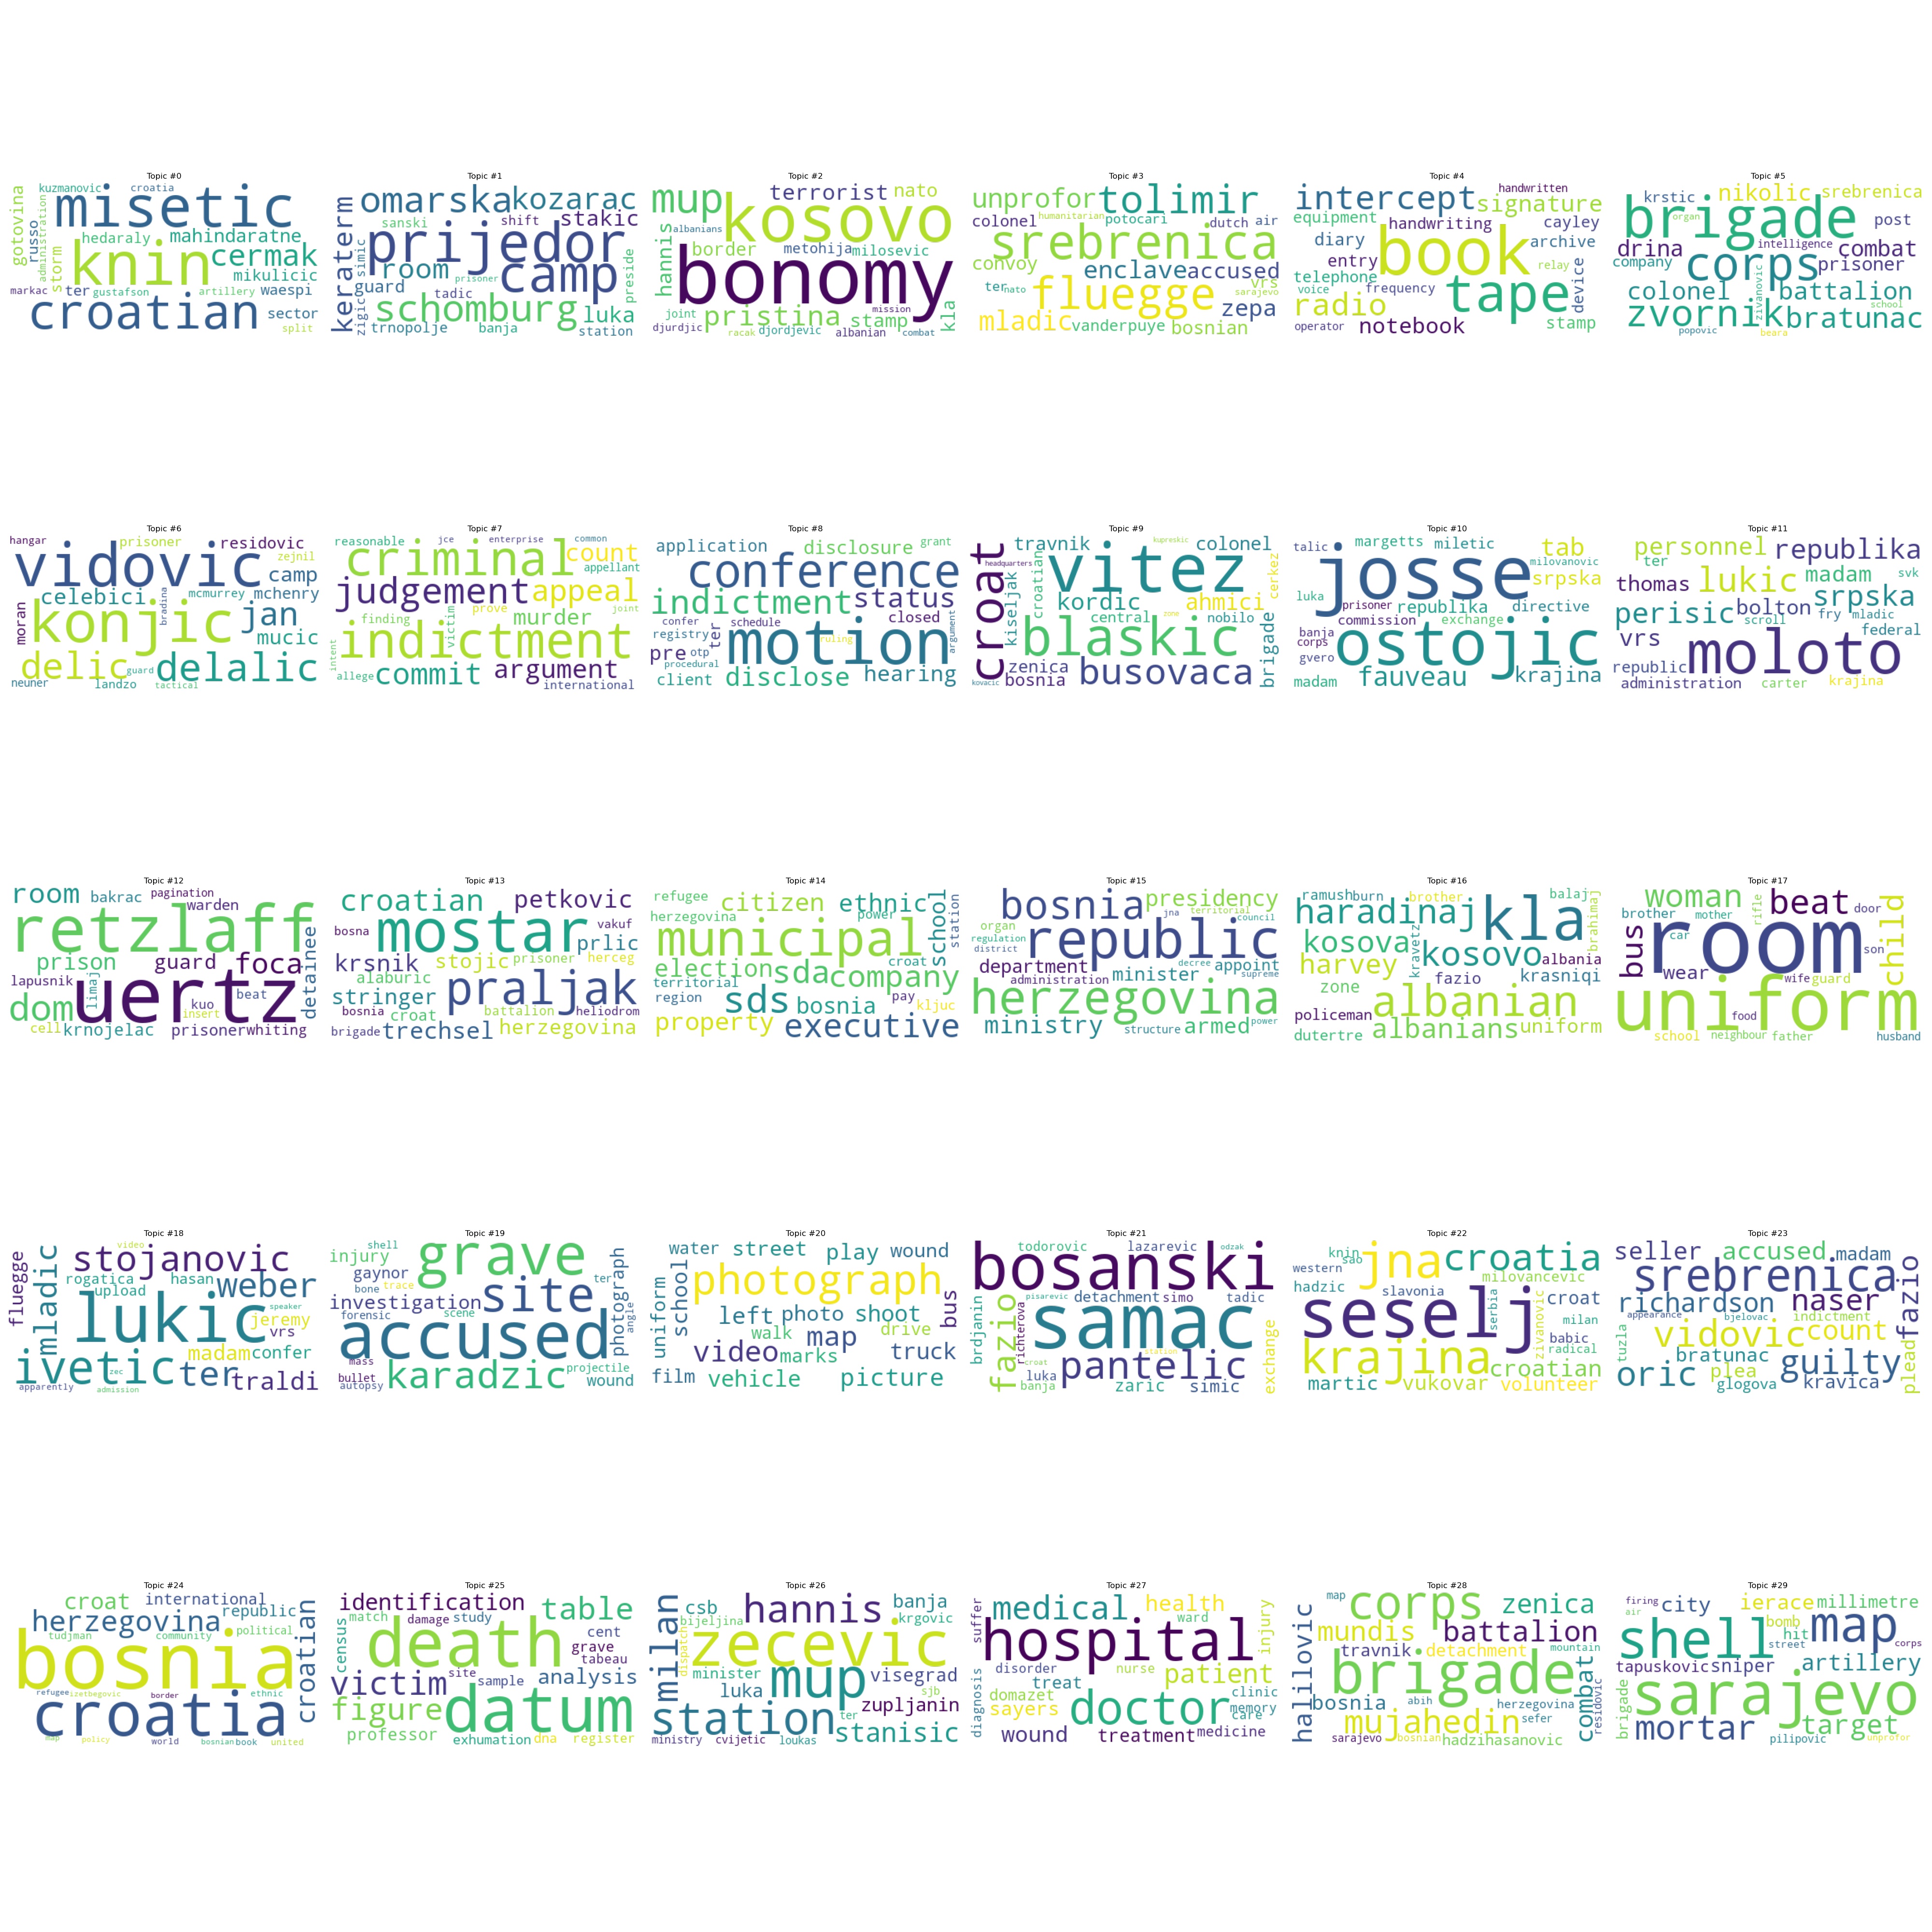 Topic #0
kuzmanovic croatia
gotovina russo administration misetic
hedaraly mahindaratne
storm knin cermak
mikulicic
markac ter gustafson artillery waespi
croatian sector
split
Topic #1
omarska kozarac
keraterm sanski shift stakic
prijedor
zigic simic room prisoner camp preside
guard tadic schomburg luka
trnopolje banja station
Topic #2
mup terrorist nato
albanians kosovo
hannis border metohija milosevic
bonomy
mission
joint pristina stamp kla
djurdjic racak djordjevic albanian combat
Topic #3
unprofor tolimir
colonel humanitarian potocari dutch air
srebrenica
convoy enclave accused
ter nato fluegge vrs sarajevo
mladic vanderpuye bosnian zepa
Topic #4
intercept handwritten
signature
equipment handwriting cayley
diary book archive
entry relay
telephone voice frequency tape device
radio
operator notebook stamp
Topic #5
krstic nikolic srebrenica
organ brigade post
drina intelligence combat
company corps prisoner
colonel zivanovic battalion
school
zvornik bratunac
popovic beara
Topic #6
hangar prisoner residovic
vidovic zejnil
celebici bradina mcmurrey camp mchenry
moran konjic jan
mucic
delic guard delalic
neuner landzo tactical
Topic #7
reasonable jce enterprise common
criminal count
appellant
judgement appeal
finding victim prove murder joint
indictment
intent allege commit argument
international
Topic #8
application disclosure grant
conference
indictment status
confer schedule closed
registry ter motion ruling argument
pre otp
procedural
client disclose hearing
Topic #9
croat travnik kupreskic colonel
headquarters croatian vitez cerkez
kiseljak kordic ahmici
central zone nobilo
blaskic brigade
zenica
kovacic bosnia busovaca
Topic #10
talic margetts miletic tab
josse milovanovic
srpska
luka prisoner republika directive
commission exchange
banja corps ostojic
gvero
madam fauveau krajina
Topic #11
personnel republika
ter
thomas lukic madam svk
perisic bolton srpska
scroll fry mladic
vrs federal
republic moloto
administration carter krajina
Topic #12
room bakrac pagination
warden
retzlaff
prison guard foca detainee
lapusnik limaj beat
dom uertz
kuo insert
cell krnojelac prisoner whiting
Topic #13
croatian petkovic
mostar vakuf
bosna prlic
krsnik stojic prisoner herceg
alaburic praljak
stringer
bosnia croat battalion heliodrom
brigade trechsel herzegovina
Topic #14
refugee citizen ethnic school station
herzegovina power
municipal
election sda company croat
territorial
region sds bosnia pay kljuc
property executive
Topic #15
bosnia presidency
jna territorial council
organ republic
regulation
district decree
department minister appoint
administration supreme
herzegovina
ministry structure armed power
Topic #16
ramush burn brother balaj
haradinaj kla brahimaj
kosova kravetz kosovo
harvey fazio albania
zone krasniqi
policeman albanian
dutertre albanians uniform
Topic #17
woman rifle beat
brother mother door child
bus car room son
wear wife guard
uniform
food
school neighbour father husband
Topic #18
fluegge mladic video
stojanovic
rogatica hasan weber
upload
lukic speaker
jeremy
vrs
madam confer
ivetic zec ter traldi
apparently admission
Topic #19
shell grave photograph
injury
gaynor ter
bone trace site angle
investigation
forensic scene
accused
mass
bullet karadzic projectile
autopsy wound
Topic #20
water street play wound
uniform school photograph
bus
left photo shoot
walk map drive
video marks truck
film vehicle picture
Topic #21
todorovic lazarevic odzak
bosanski
pisarevic detachment simo tadic
brdjanin fazio richterova samac exchange
station
croat pantelic
luka
banja zaric simic
Topic #22
knin jna croatia
western sao
hadzic milovancevic
slavonia serbia zivanovic croat
seselj milan
babic
krajina radical
croatian
martic vukovar volunteer
Topic #23
seller accused madam
srebrenica fazio
richardson naser
appearance bjelovac indictment
tuzla vidovic count plead
bratunac guilty
oric plea
glogova kravica
Topic #24
croat international
herzegovina republic croatian
tudjman community political
bosnia
refugee izetbegovic border ethnic
croatia
map policy world bosnian book united
Topic #25
identification table
census match damage study
death cent
grave
site tabeau
victim sample analysis
figure datum
professor
exhumation dna register
Topic #26
milan csb hannis banja
bijeljina krgovic
dispatch zecevic
minister mup visegrad
luka sjb
zupljanin
station ter stanisic
ministry cvijetic loukas
Topic #27
suffer medical health injury
ward
hospital
disorder nurse patient
diagnosis treat clinic
domazet doctor memory
sayers care
wound treatment medicine
Topic #28
halilovic map corps zenica
mundis battalion
travnik detachment mountain
brigade combat residovic
bosnia abih herzegovina
mujahedin sefer
sarajevo bosnian hadzihasanovic
Topic #29
firing city ierace millimetre
air bomb map
shell hit street corps
tapuskovic sniper artillery
brigade sarajevo
mortar target
pilipovic unprofor